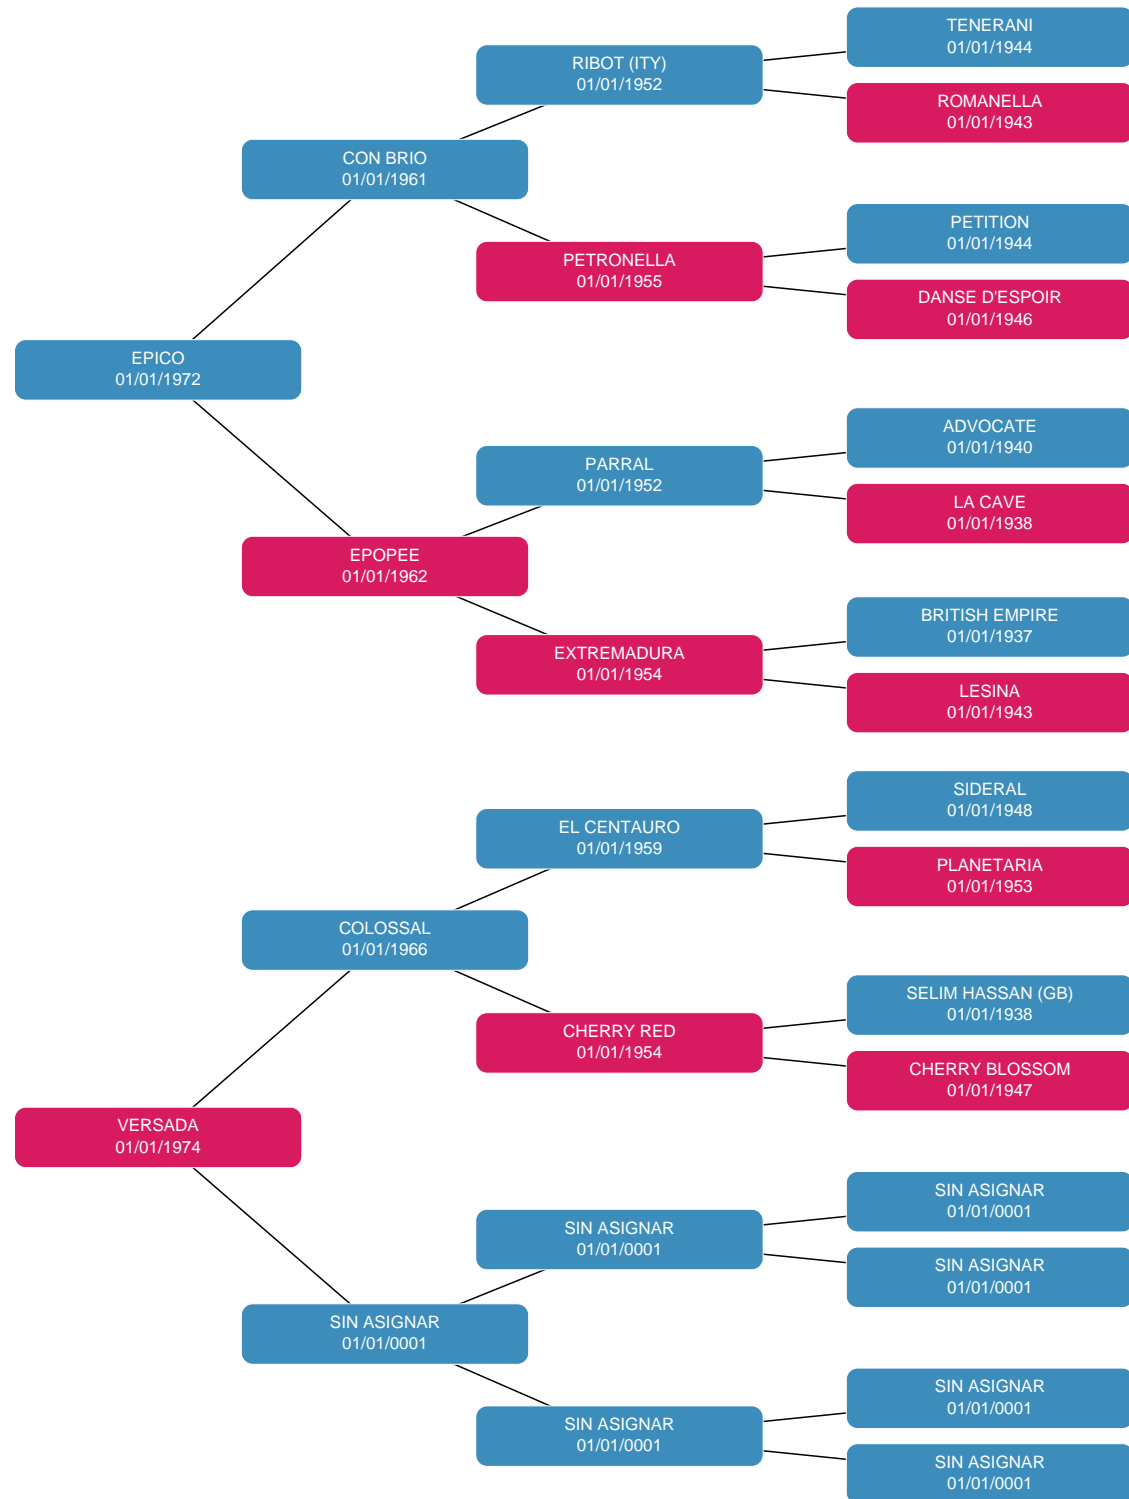 TENERANI
01/01/1944
RIBOT (ITY)
01/01/1952
ROMANELLA
01/01/1943
CON BRIO
01/01/1961
PETITION
01/01/1944
PETRONELLA
01/01/1955
DANSE D'ESPOIR
01/01/1946
EPICO
01/01/1972
ADVOCATE
01/01/1940
PARRAL
01/01/1952
LA CAVE
01/01/1938
EPOPEE
01/01/1962
BRITISH EMPIRE
01/01/1937
EXTREMADURA
01/01/1954
LESINA
01/01/1943
SIDERAL
01/01/1948
EL CENTAURO
01/01/1959
PLANETARIA
01/01/1953
COLOSSAL
01/01/1966
SELIM HASSAN (GB)
01/01/1938
CHERRY RED
01/01/1954
CHERRY BLOSSOM
01/01/1947
VERSADA
01/01/1974
SIN ASIGNAR
01/01/0001
SIN ASIGNAR
01/01/0001
SIN ASIGNAR
01/01/0001
SIN ASIGNAR
01/01/0001
SIN ASIGNAR
01/01/0001
SIN ASIGNAR
01/01/0001
SIN ASIGNAR
01/01/0001